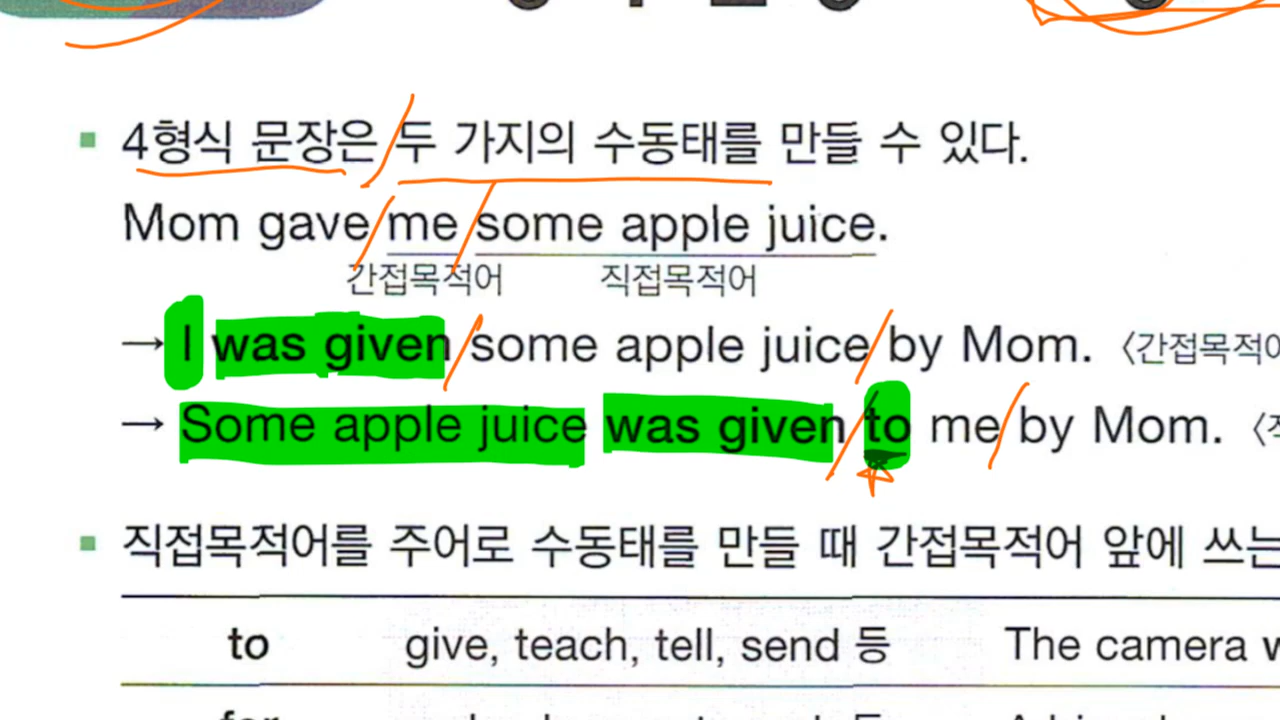 4형식 문장은 두 가지의 수동태를 만들 수 있다.
Mom gave me some apple juice.
간접목적어 직접목적어
→ I was given some apple juice by Mom. 〈간접목적어
→ Some apple juice was given to me by Mom. 〈
직접목적어를 주어로 수동태를 만들 때 간접목적어 앞에 쓰는
to give, teach, tell, send 등 The camera